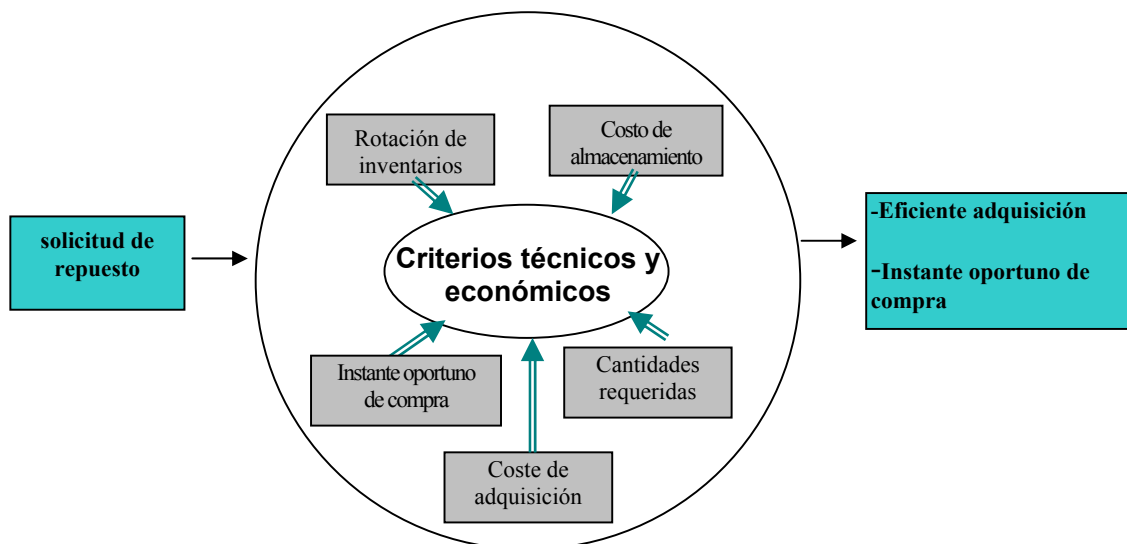 Rotación de
inventarios
Costo de
almacenamiento
solicitud de
repuesto
Criterios técnicos y
económicos
-Eficiente adquisición
-Instante oportuno de
compra
Instante oportuno
de compra
Cantidades
requeridas
Coste de
adquisición